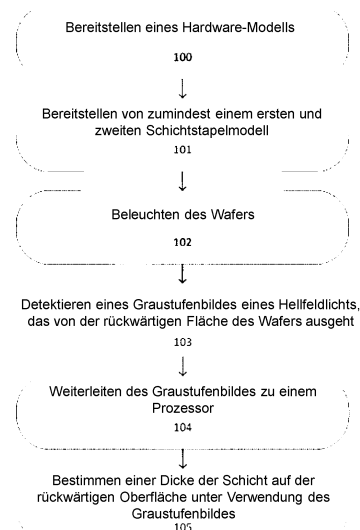 Bereitstellen eines Hardware-Modells
100
Bereitstellen von zumindest einem ersten und
zweiten Schichtstapelmodell
101
Beleuchten des Wafers
102
Detektieren eines Graustufenbildes eines Hellfeldlichts,
das von der rückwärtigen Fläche des Wafers ausgeht
103
Weiterleiten des Graustufenbildes zu einem
Prozessor
104
Bestimmen einer Dicke der Schicht auf der
rückwärtigen Oberfläche unter Verwendung des
Graustufenbildes
105